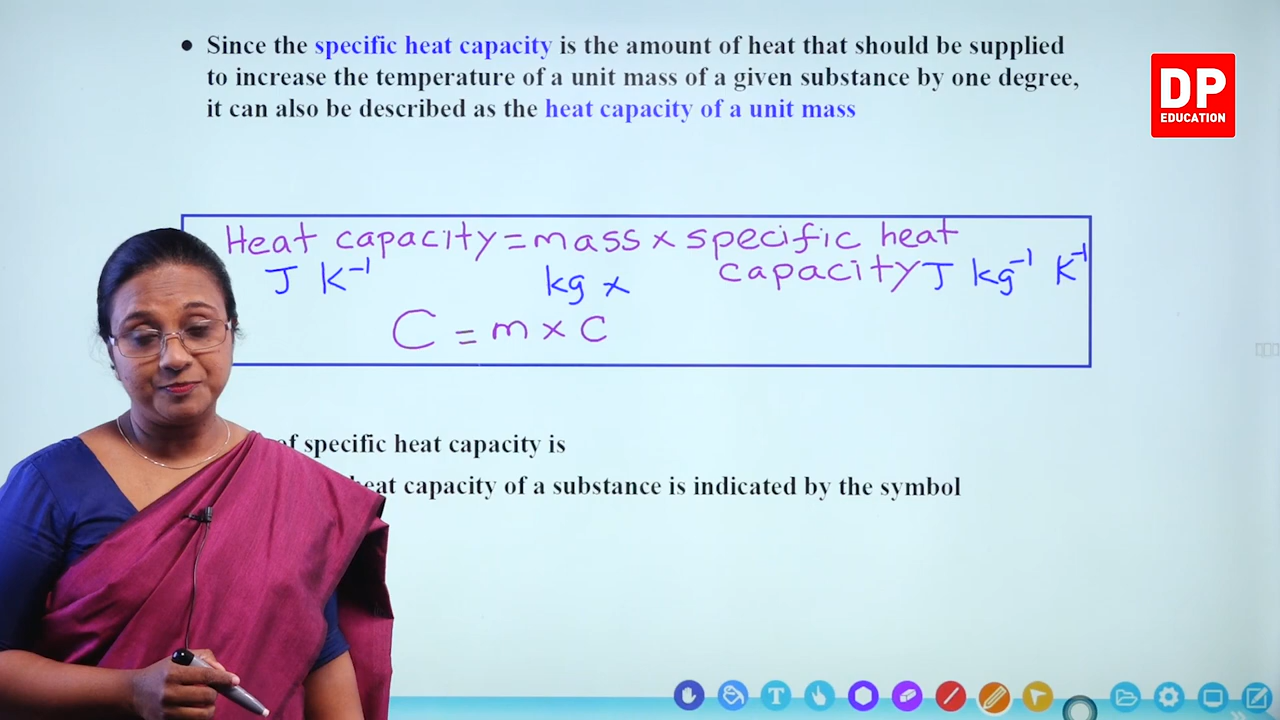 • Since the specific heat capacity is the amount of heat that should be supplied
to increase the temperature of a unit mass of a given substance by one degree,
it can also be described as the heat capacity of a unit mass
DP
EDUCATION
Heat capacity = mass × specific heat
capacity J kg⁻¹ K⁻¹
J K⁻¹ kg ×
C = m × c
of specific heat capacity is
heat capacity of a substance is indicated by the symbol
T